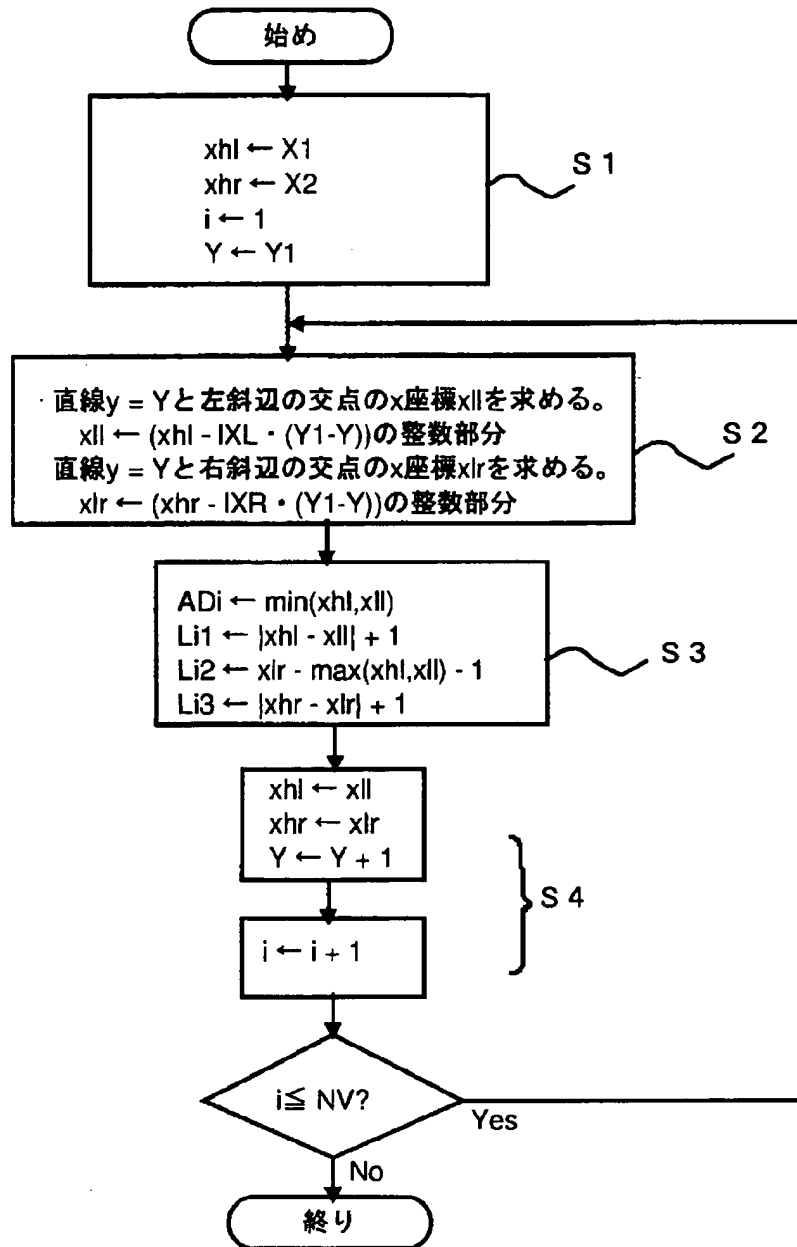 始め
xhl ← X1
xhr ← X2
i ← 1
Y ← Y1
S 1
直線y = Yと左斜辺の交点のx座標xllを求める。
xll ← (xhl - IXL・(Y1-Y))の整数部分
直線y = Yと右斜辺の交点のx座標xlrを求める。
xlr ← (xhr - IXR・(Y1-Y))の整数部分
S 2
ADi ← min(xhl,xll)
Li1 ← |xhl - xll| + 1
Li2 ← xlr - max(xhl,xll) - 1
Li3 ← |xhr - xlr| + 1
S 3
xhl ← xll
xhr ← xlr
Y ← Y + 1
S 4
i ← i + 1
i≦ NV?
Yes
No
終り